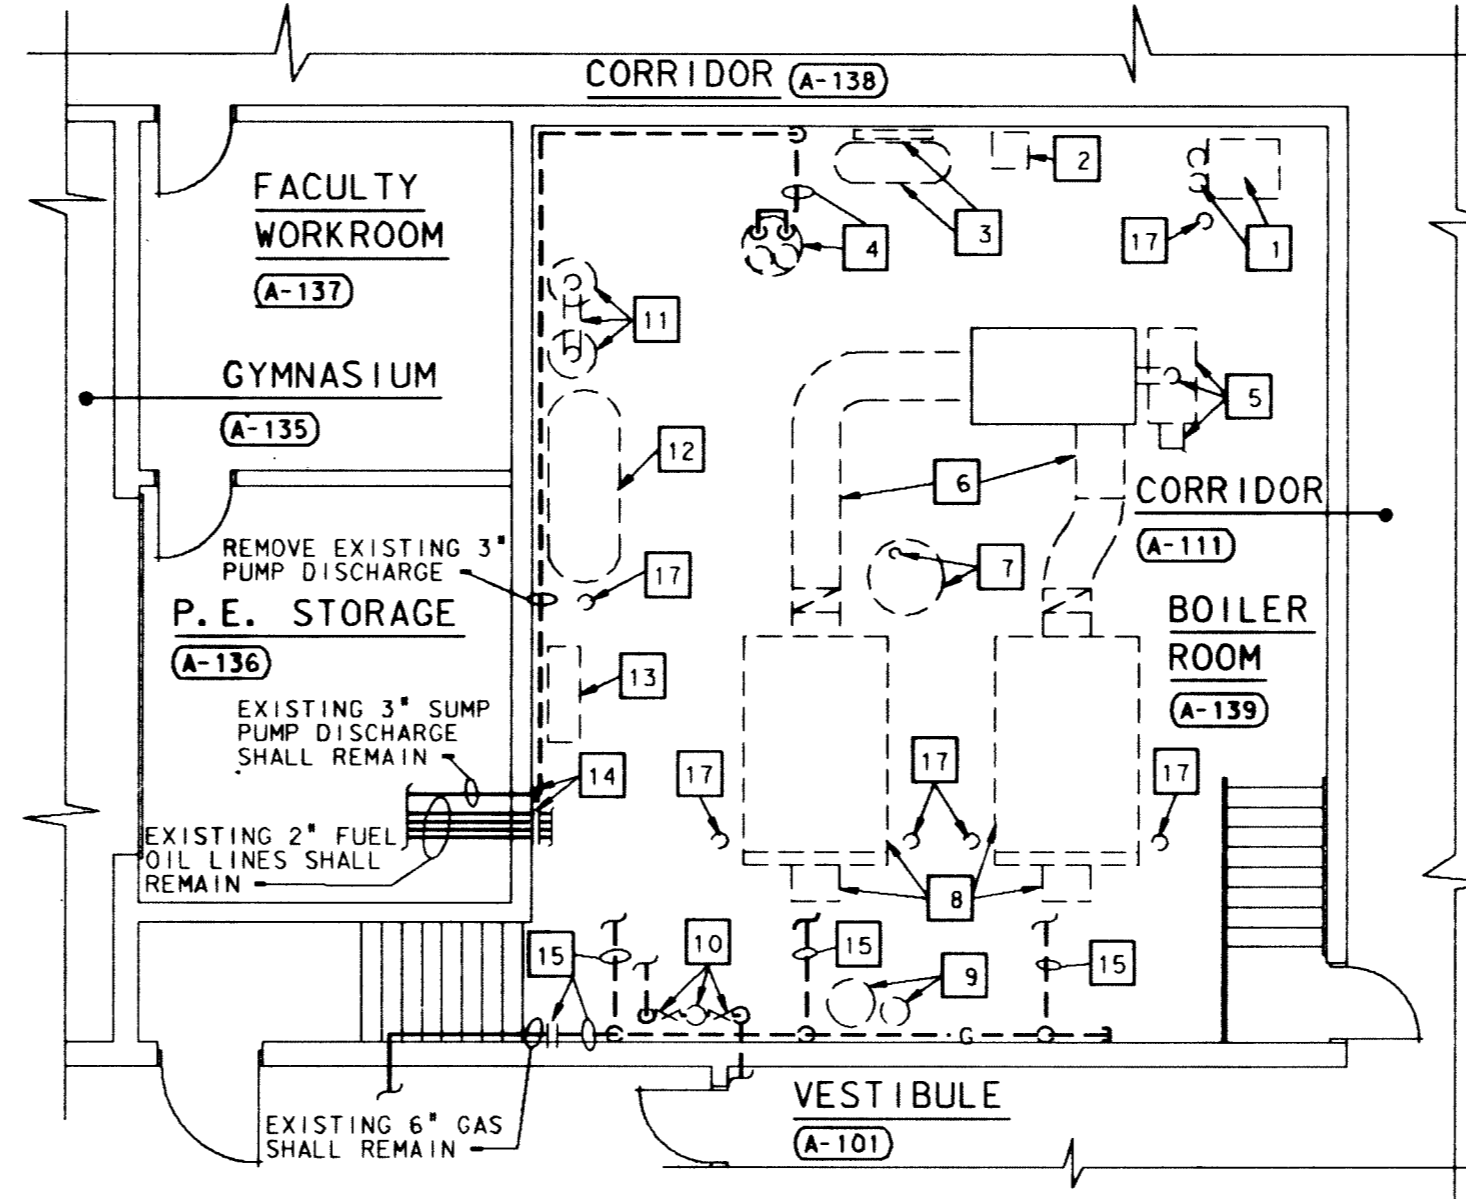 CORRIDOR A-138
2
3
4
17
1
FACULTY
WORKROOM
A-137
11
GYMNASIUM
A-135
5
12
6
CORRIDOR
A-111
REMOVE EXISTING 3"
PUMP DISCHARGE
17
7
P.E. STORAGE
A-136
BOILER
ROOM
A-139
13
EXISTING 3" SUMP
PUMP DISCHARGE
SHALL REMAIN
14
17
17
17
EXISTING 2" FUEL
OIL LINES SHALL
REMAIN
8
15
10
15
9
15
G
EXISTING 6" GAS
SHALL REMAIN
VESTIBULE
A-101